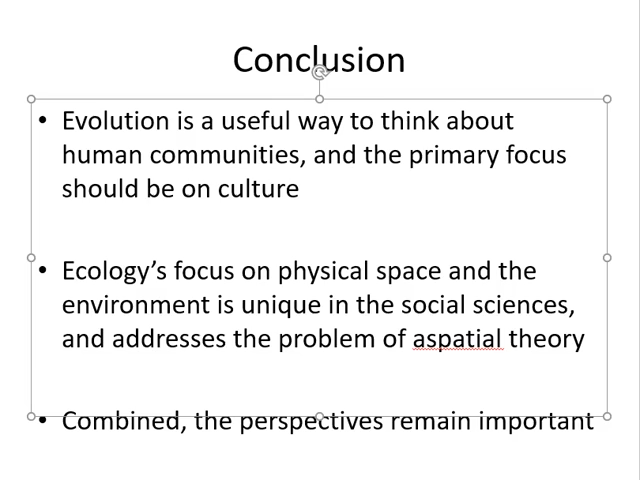 Conclusion
• Evolution is a useful way to think about
human communities, and the primary focus
should be on culture
• Ecology’s focus on physical space and the
environment is unique in the social sciences,
and addresses the problem of aspatial theory
• Combined, the perspectives remain important